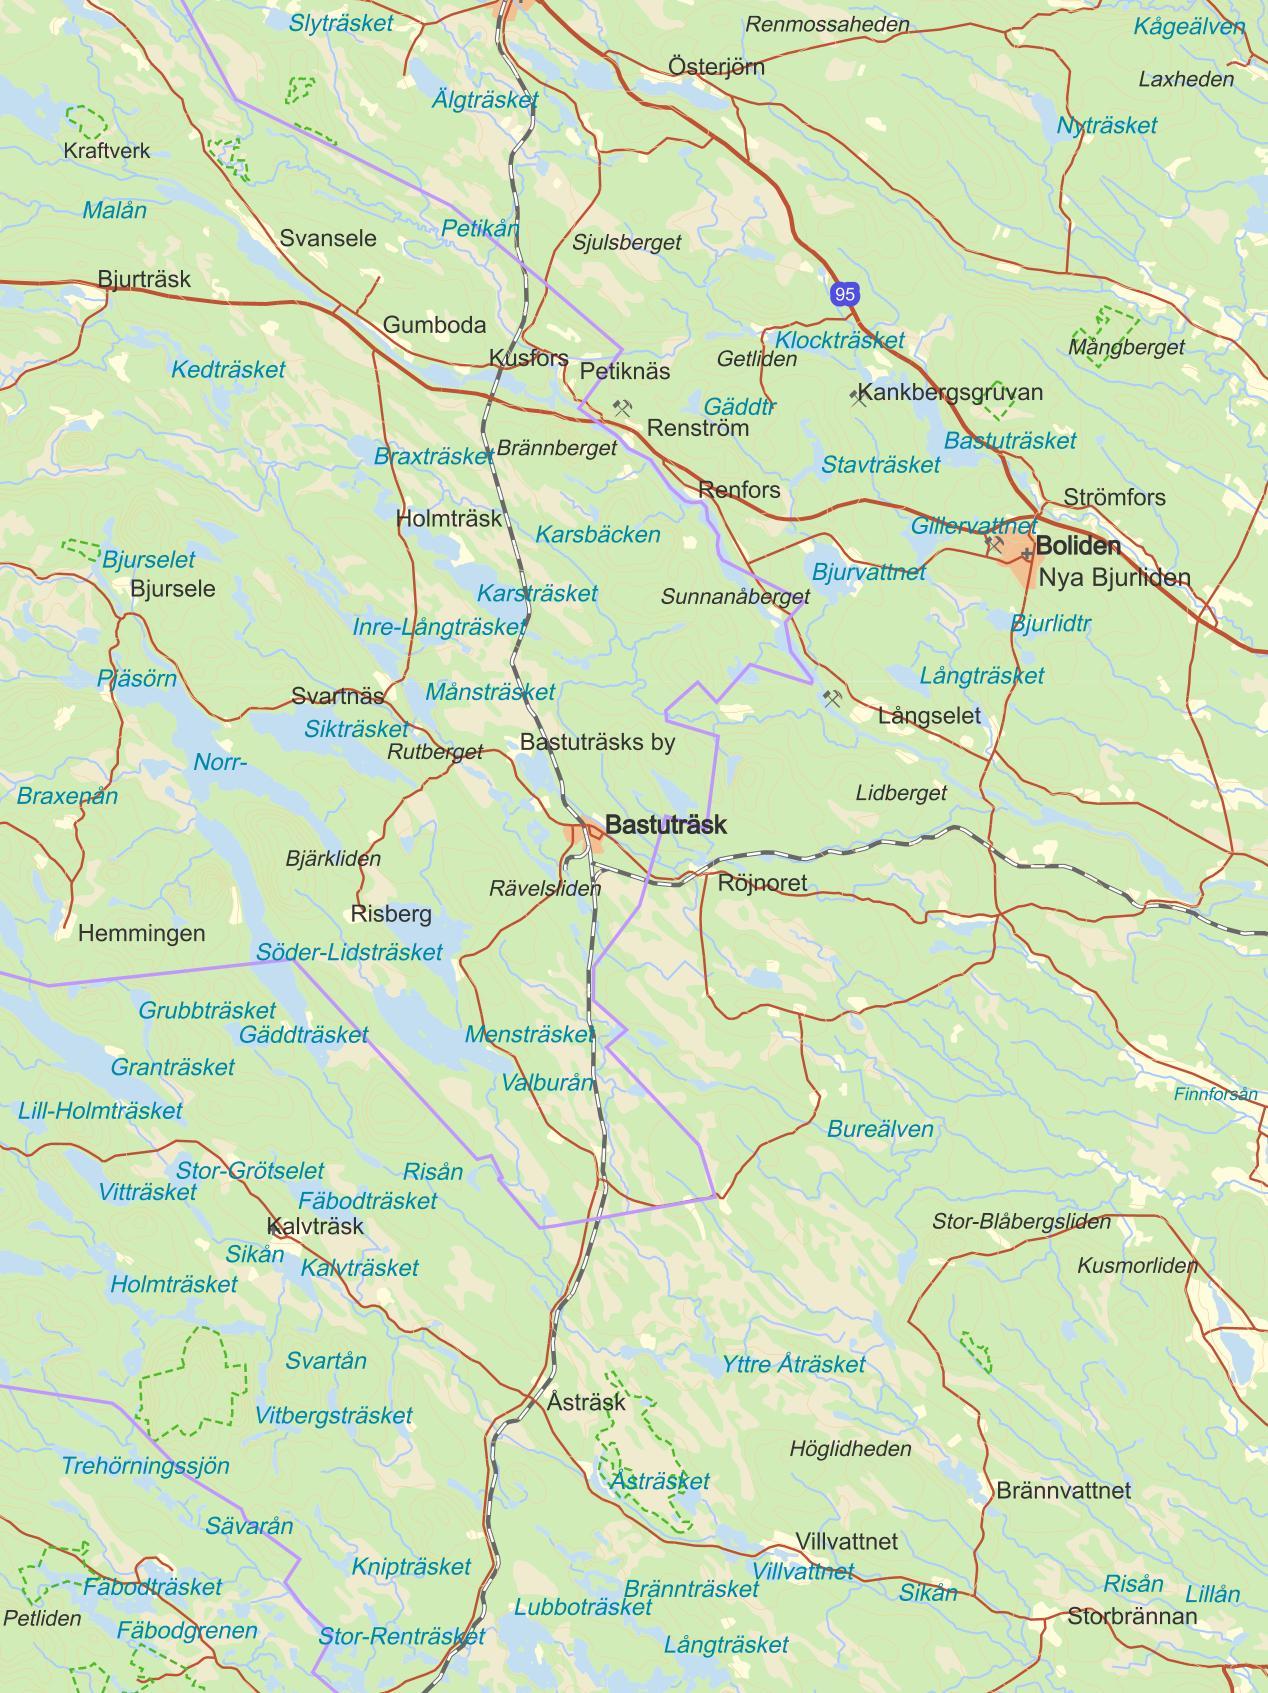 Slyträsket
Renmossaheden
Kågeälven
Österjörn
Laxheden
Älgträsket
Nyträsket
Kraftverk
Malån
Petikån
Svansele
Sjulsberget
Bjurträsk
95
Gumboda
Klockträsket
Mångberget
Kusfors
Getliden
Kedträsket
Petiknäs
Kankbergsgruvan
Gäddtr
Renström
Bastuträsket
Brännberget
Braxträsket
Stavträsket
Renfors
Strömfors
Holmträsk
Gillervattnet
Karsbäcken
Boliden
Bjurselet
Bjurvattnet
Nya Bjurliden
Bjursele
Karsträsket
Sunnanåberget
Inre-Långträsket
Bjurlidtr
Pjäsörn
Långträsket
Svartnäs
Månsträsket
Långselet
Sikträsket
Bastuträsks by
Rutberget
Norr-
Braxenån
Lidberget
Bastuträsk
Bjärkliden
Rävelsliden
Röjnoret
Risberg
Hemmingen
Söder-Lidsträsket
Grubbträsket
Gäddträsket
Mensträsket
Granträsket
Valburån
Finnforsån
Lill-Holmträsket
Bureälven
Stor-Grötselet
Risån
Vitträsket
Fäbodträsket
Kalvträsk
Stor-Blåbergsliden
Sikån
Kalvträsket
Kusmorliden
Holmträsket
Svartån
Yttre Åträsket
Åsträsk
Vitbergsträsket
Höglidheden
Trehörningssjön
Åsträsket
Brännvattnet
Sävarån
Villvattnet
Knipträsket
Villvattnet
Fäbodträsket
Brännträsket
Sikån
Risån
Lillån
Petliden
Lubboträsket
Storbrännan
Fäbodgrenen
Stor-Renträsket
Långträsket